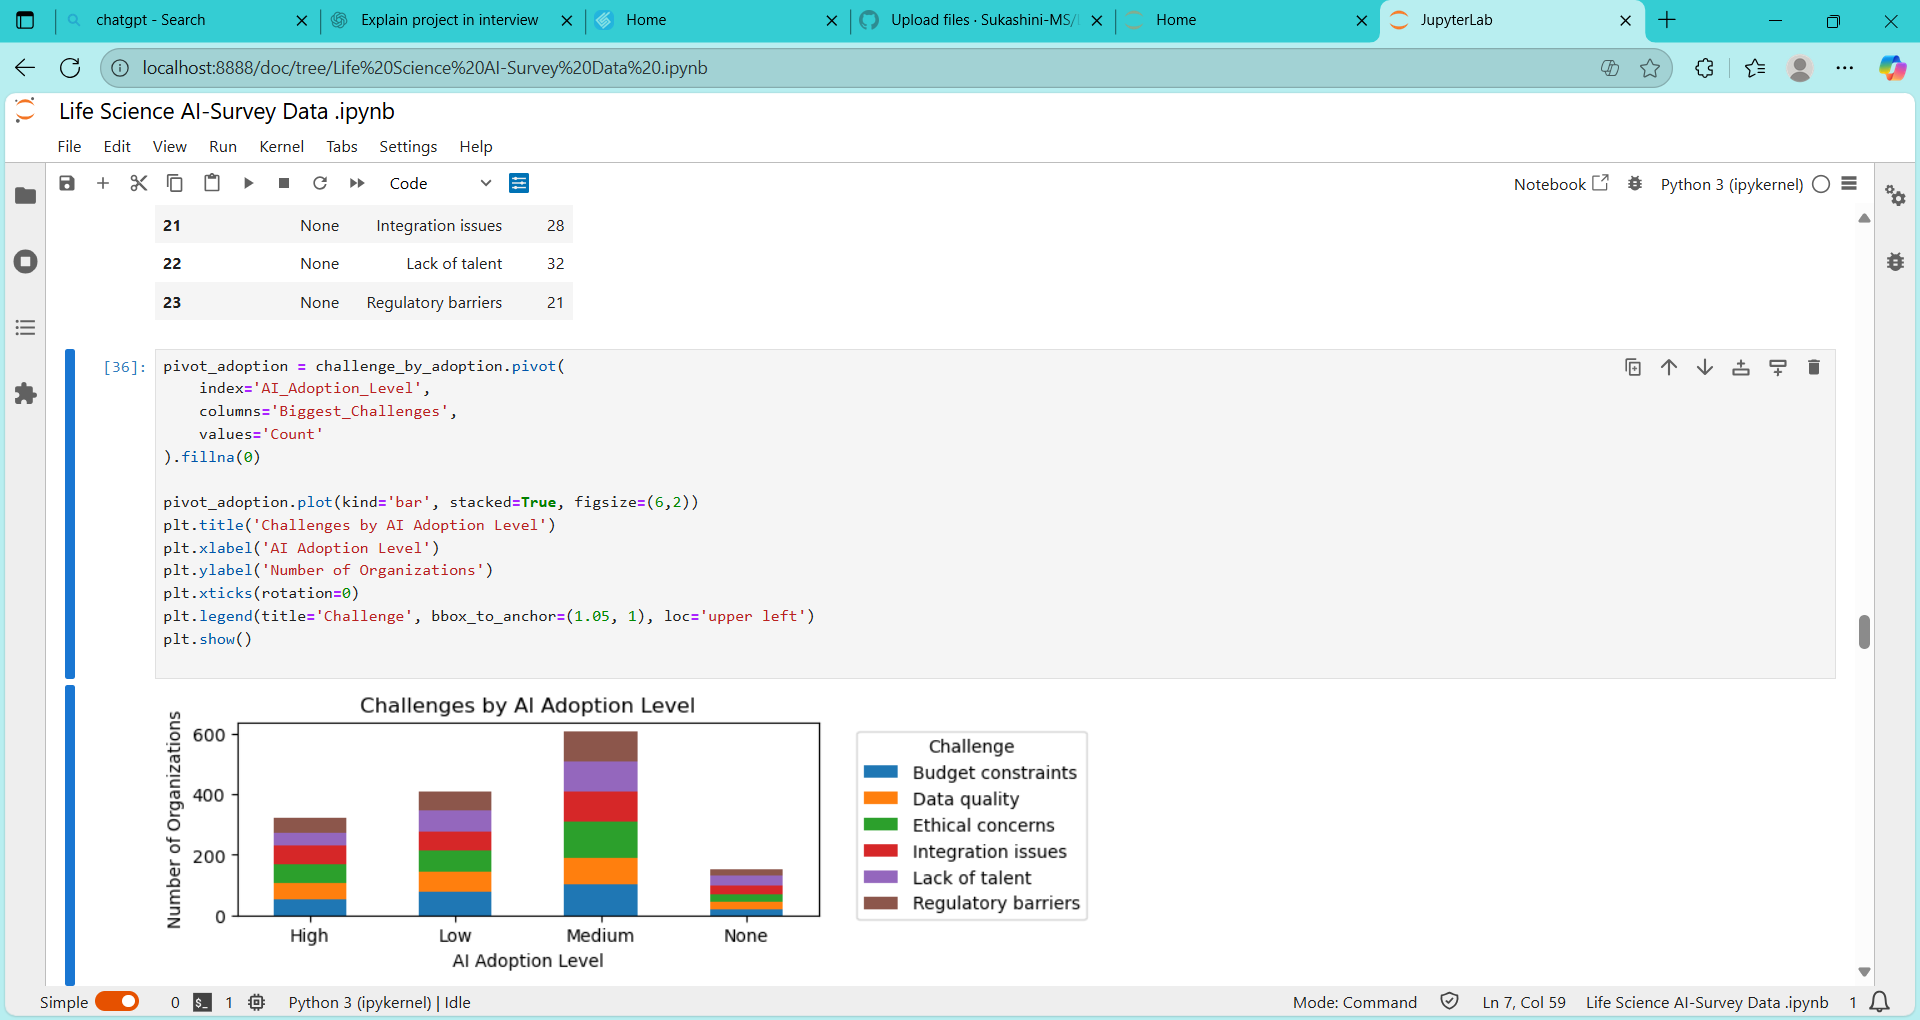 chatgpt - Search
Explain project in interview
Home
Upload files · Sukashini-MS/
Home
JupyterLab
localhost:8888/doc/tree/Life%20Science%20AI-Survey%20Data%20.ipynb
Life Science AI-Survey Data .ipynb
File Edit View Run Kernel Tabs Settings Help
Code
Notebook
Python 3 (ipykernel)
21 None Integration issues 28
22 None Lack of talent 32
23 None Regulatory barriers 21
[36]:
pivot_adoption = challenge_by_adoption.pivot(
    index='AI_Adoption_Level',
    columns='Biggest_Challenges',
    values='Count'
).fillna(0)
pivot_adoption.plot(kind='bar', stacked=True, figsize=(6,2))
plt.title('Challenges by AI Adoption Level')
plt.xlabel('AI Adoption Level')
plt.ylabel('Number of Organizations')
plt.xticks(rotation=0)
plt.legend(title='Challenge', bbox_to_anchor=(1.05, 1), loc='upper left')
plt.show()
Challenges by AI Adoption Level
Number of Organizations
600
400
200
0
High Low Medium None
AI Adoption Level
Challenge
Budget constraints
Data quality
Ethical concerns
Integration issues
Lack of talent
Regulatory barriers
Simple 0 $_ 1 Python 3 (ipykernel) | Idle
Mode: Command Ln 7, Col 59 Life Science AI-Survey Data .ipynb 1